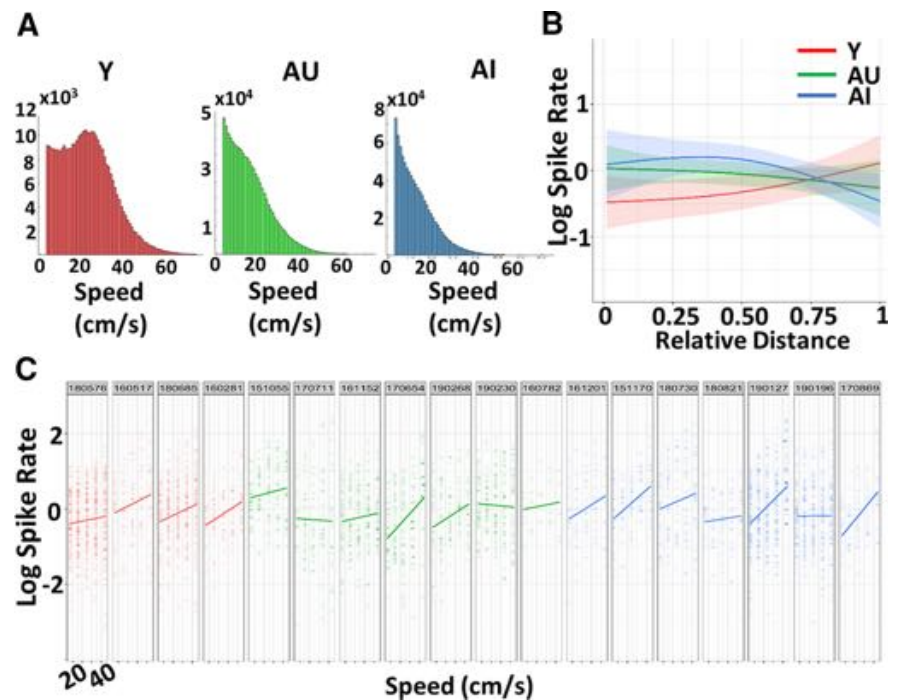 A
Y
AU
AI
x10³
12
10
8
6
4
2
0 20 40 60
Speed
(cm/s)
x10⁴
5
3
1
0 20 40 60
Speed
(cm/s)
x10⁴
8
6
4
2
0 20 40 60
Speed
(cm/s)
B
Y
AU
AI
Log Spike Rate
1
0
-1
0 0.25 0.50 0.75 1
Relative Distance
C
180576 160517 180685 160281 151055 170711 161152 170654 190268 190230 160782 161201 151170 180730 180821 190127 190196 170869
Log Spike Rate
2
0
-2
20 40
Speed (cm/s)